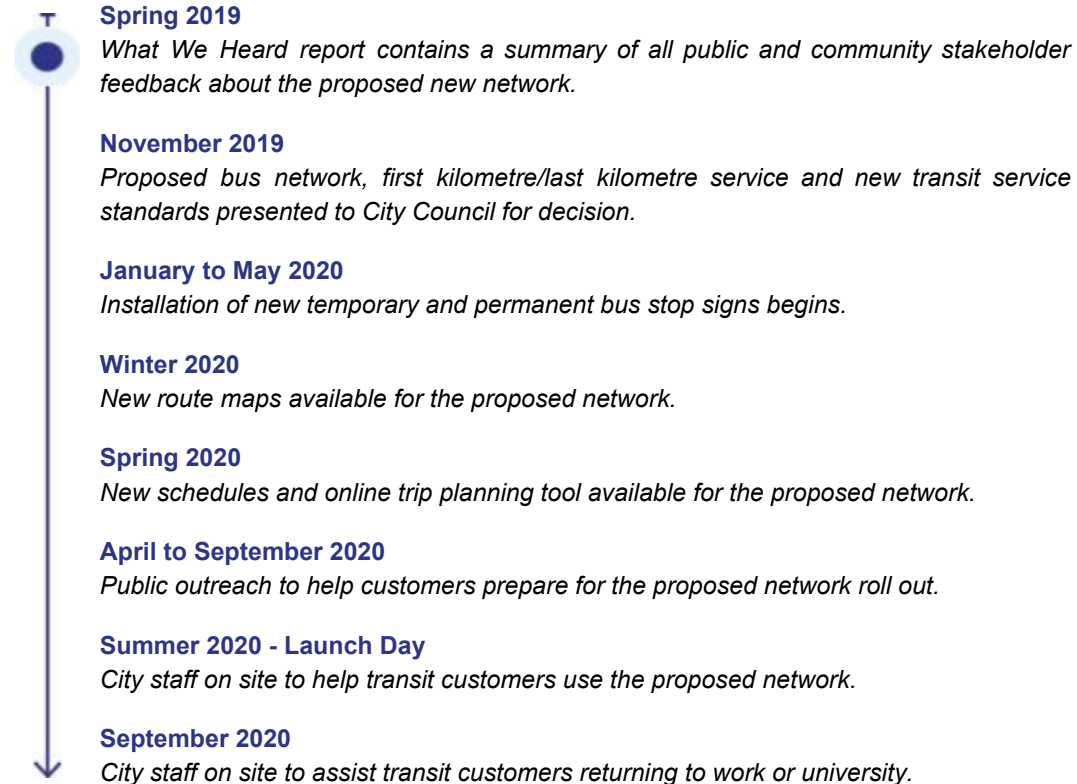 Spring 2019
What We Heard report contains a summary of all public and community stakeholder
feedback about the proposed new network.
November 2019
Proposed bus network, first kilometre/last kilometre service and new transit service
standards presented to City Council for decision.
January to May 2020
Installation of new temporary and permanent bus stop signs begins.
Winter 2020
New route maps available for the proposed network.
Spring 2020
New schedules and online trip planning tool available for the proposed network.
April to September 2020
Public outreach to help customers prepare for the proposed network roll out.
Summer 2020 - Launch Day
City staff on site to help transit customers use the proposed network.
September 2020
City staff on site to assist transit customers returning to work or university.